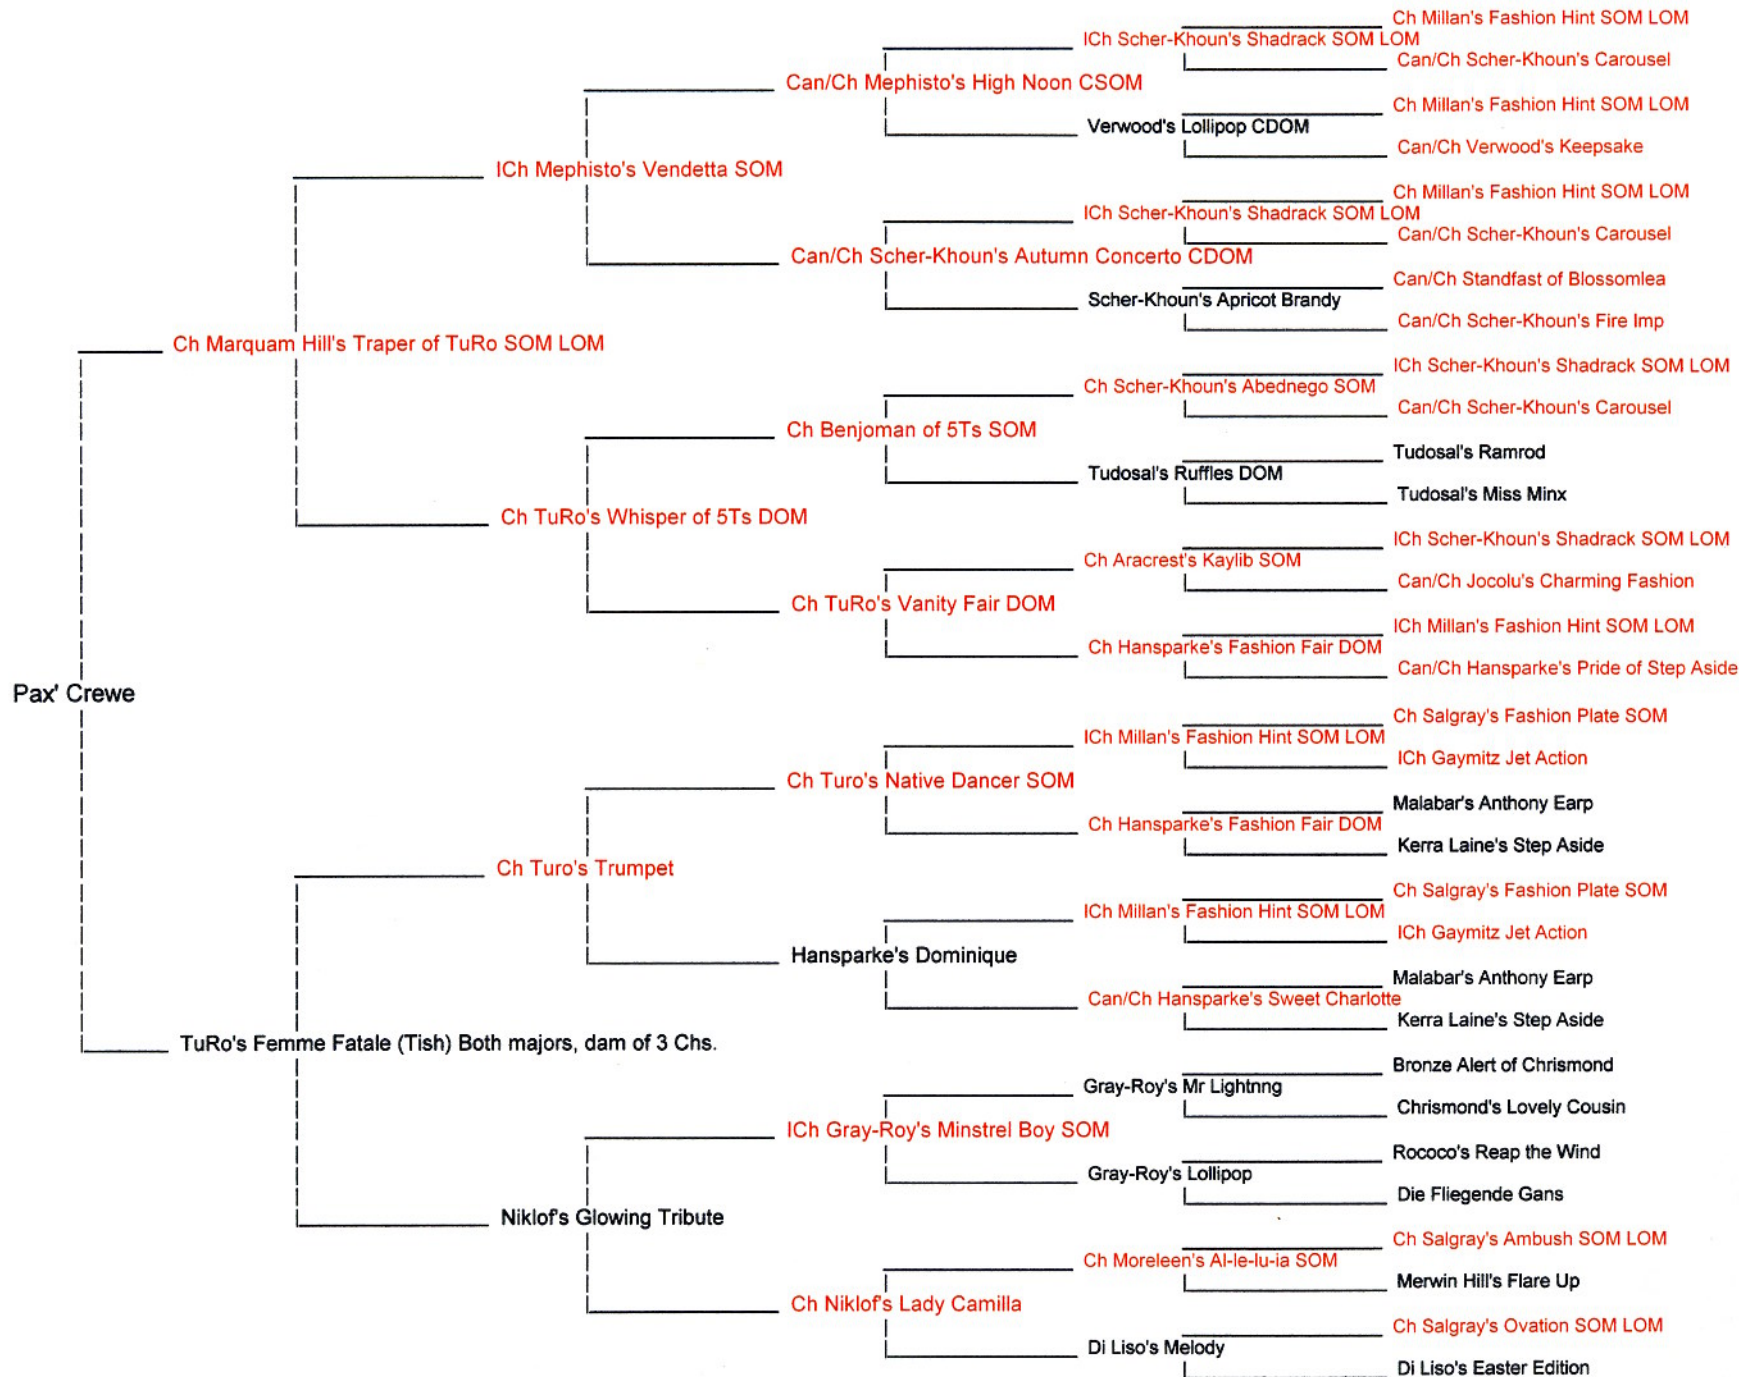 Ch Millan's Fashion Hint SOM LOM
ICh Scher-Khoun's Shadrack SOM LOM
Can/Ch Scher-Khoun's Carousel
Can/Ch Mephisto's High Noon CSOM
Ch Millan's Fashion Hint SOM LOM
Verwood's Lollipop CDOM
Can/Ch Verwood's Keepsake
ICh Mephisto's Vendetta SOM
Ch Millan's Fashion Hint SOM LOM
ICh Scher-Khoun's Shadrack SOM LOM
Can/Ch Scher-Khoun's Carousel
Can/Ch Scher-Khoun's Autumn Concerto CDOM
Can/Ch Standfast of Blossomlea
Scher-Khoun's Apricot Brandy
Can/Ch Scher-Khoun's Fire Imp
Ch Marquam Hill's Traper of TuRo SOM LOM
ICh Scher-Khoun's Shadrack SOM LOM
Ch Scher-Khoun's Abednego SOM
Can/Ch Scher-Khoun's Carousel
Ch Benjoman of 5Ts SOM
Tudosal's Ramrod
Tudosal's Ruffles DOM
Tudosal's Miss Minx
Ch TuRo's Whisper of 5Ts DOM
ICh Scher-Khoun's Shadrack SOM LOM
Ch Aracrest's Kaylib SOM
Can/Ch Jocolu's Charming Fashion
Ch TuRo's Vanity Fair DOM
ICh Millan's Fashion Hint SOM LOM
Ch Hansparke's Fashion Fair DOM
Can/Ch Hansparke's Pride of Step Aside
Pax' Crewe
Ch Salgray's Fashion Plate SOM
ICh Millan's Fashion Hint SOM LOM
ICh Gaymitz Jet Action
Ch Turo's Native Dancer SOM
Malabar's Anthony Earp
Ch Hansparke's Fashion Fair DOM
Kerra Laine's Step Aside
Ch Turo's Trumpet
Ch Salgray's Fashion Plate SOM
ICh Millan's Fashion Hint SOM LOM
ICh Gaymitz Jet Action
Hansparke's Dominique
Malabar's Anthony Earp
Can/Ch Hansparke's Sweet Charlotte
Kerra Laine's Step Aside
TuRo's Femme Fatale (Tish) Both majors, dam of 3 Chs.
Bronze Alert of Chrismond
Gray-Roy's Mr Lightnng
Chrismond's Lovely Cousin
ICh Gray-Roy's Minstrel Boy SOM
Rococo's Reap the Wind
Gray-Roy's Lollipop
Die Fliegende Gans
Niklof's Glowing Tribute
Ch Salgray's Ambush SOM LOM
Ch Moreleen's Al-le-lu-ia SOM
Merwin Hill's Flare Up
Ch Niklof's Lady Camilla
Ch Salgray's Ovation SOM LOM
Di Liso's Melody
Di Liso's Easter Edition